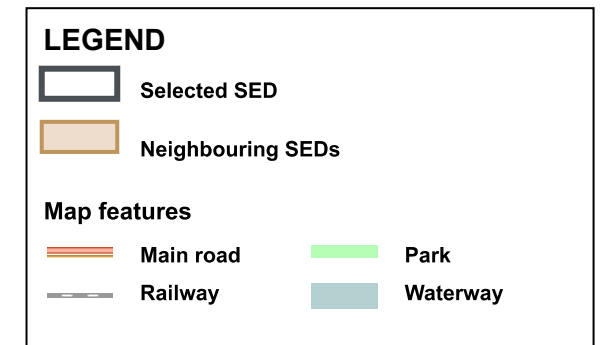 LEGEND
Selected SED
Neighbouring SEDs
Map features
Main road
Park
Railway
Waterway